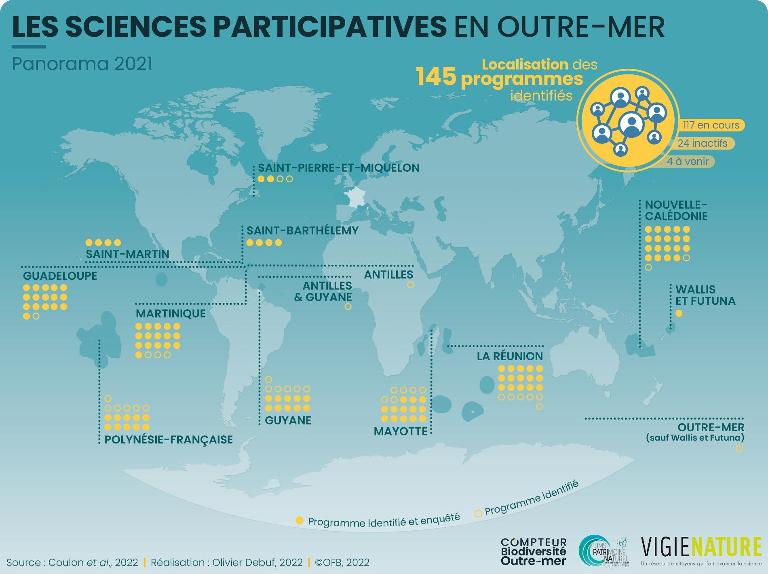 LES SCIENCES PARTICIPATIVES EN OUTRE-MER
Panorama 2021
Localisation des
145 programmes
identifiés
117 en cours
24 inactifs
4 à venir
SAINT-PIERRE-ET-MIQUELON
SAINT-BARTHÉLEMY
SAINT-MARTIN
GUADELOUPE
MARTINIQUE
ANTILLES
ANTILLES
& GUYANE
NOUVELLE-
CALÉDONIE
WALLIS
ET FUTUNA
LA RÉUNION
GUYANE
MAYOTTE
POLYNÉSIE-FRANÇAISE
OUTRE-MER
(sauf Wallis et Futuna)
Programme identifié et enquêté
Programme identifié
Source : Coulon et al., 2022 | Réalisation : Olivier Debuf, 2022 | ©OFB, 2022
COMPTEUR
Biodiversité
Outre-mer
PATRIMOINE
NATUREL
VIGIENATURE